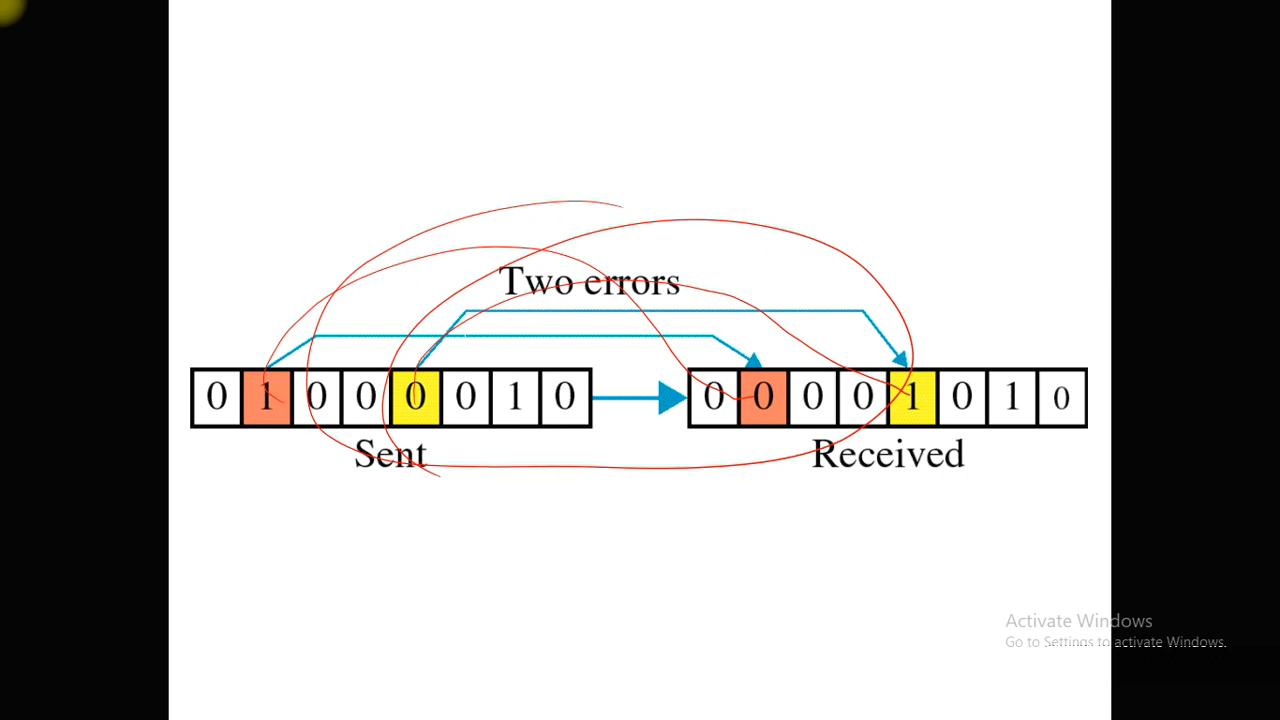 Two errors
0 1 0 0 0 0 1 0 0 0 0 0 1 0 1 0
Sent Received
Activate Windows
Go to Settings to activate Windows.